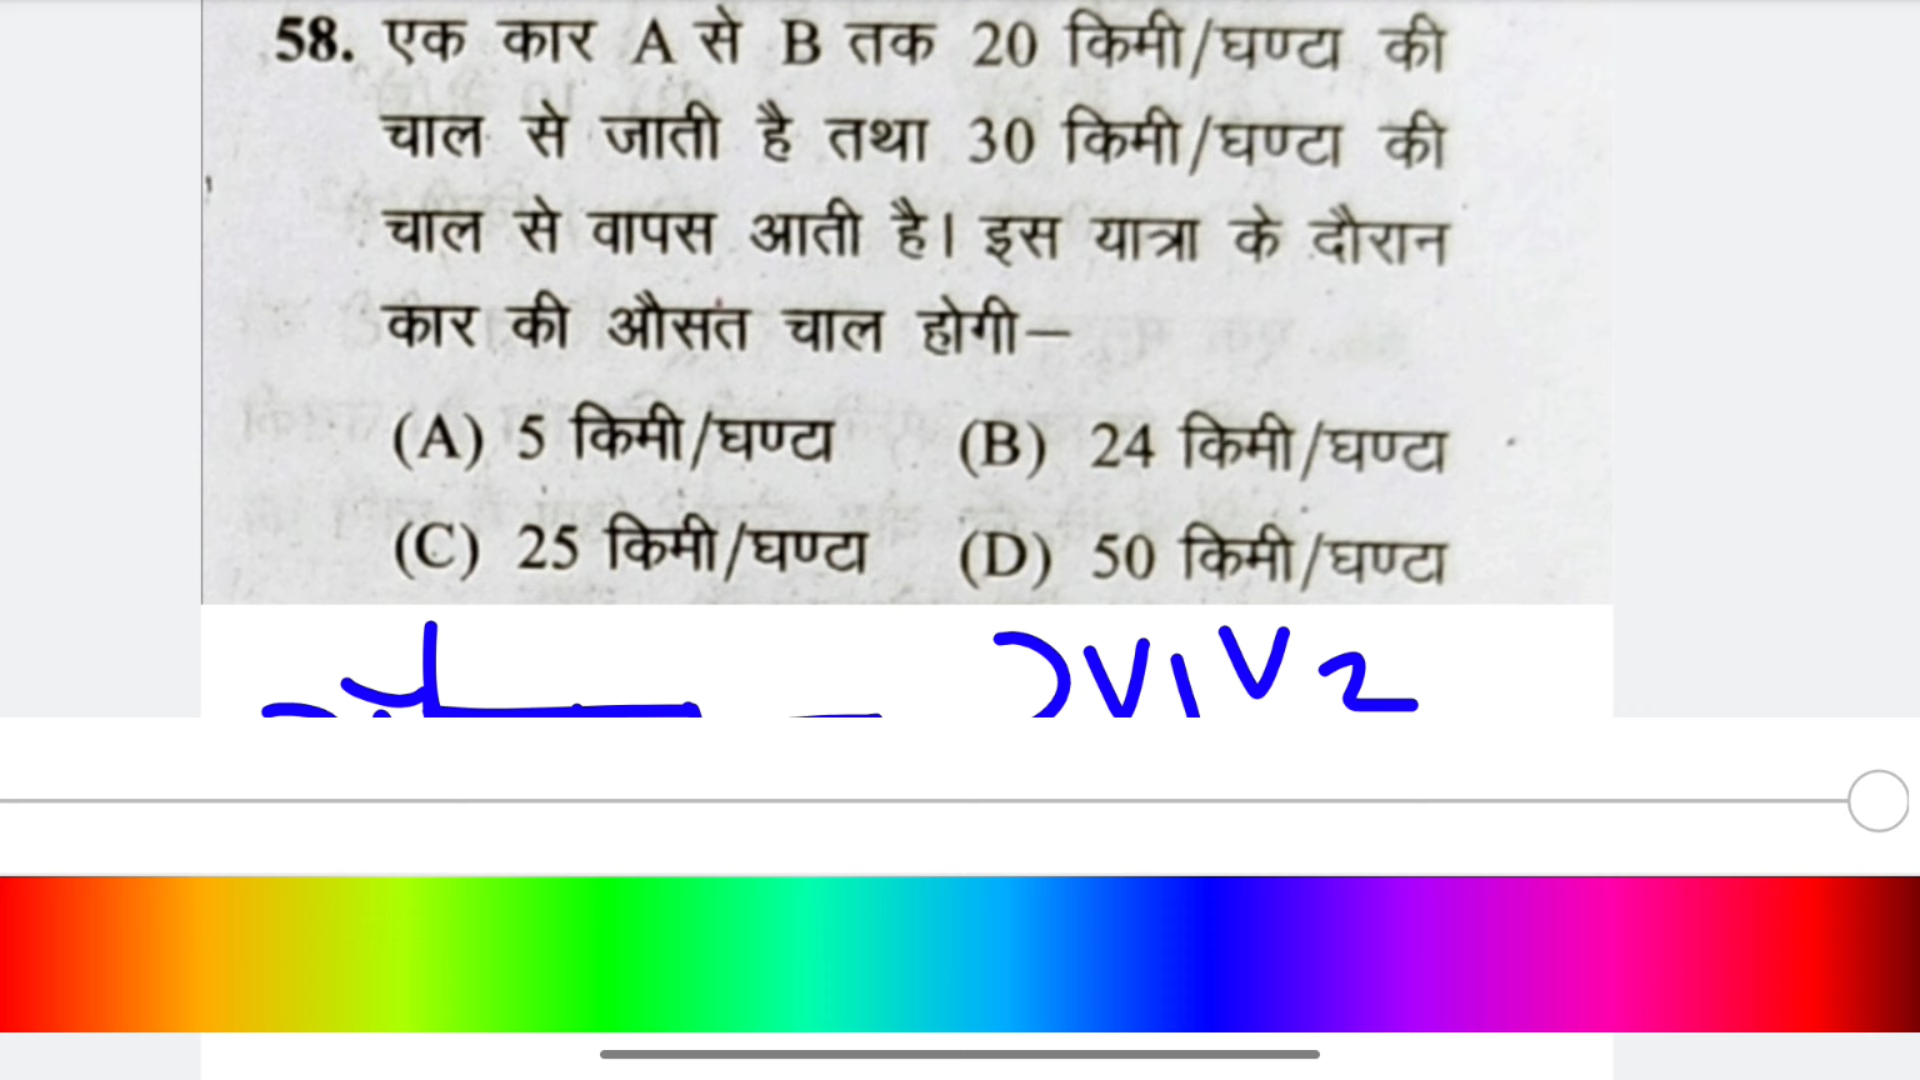 58. एक कार A से B तक 20 किमी/घण्टा की
चाल से जाती है तथा 30 किमी/घण्टा की
चाल से वापस आती है। इस यात्रा के दौरान
कार की औसत चाल होगी–
(A) 5 किमी/घण्टा (B) 24 किमी/घण्टा
(C) 25 किमी/घण्टा (D) 50 किमी/घण्टा
2V1V2